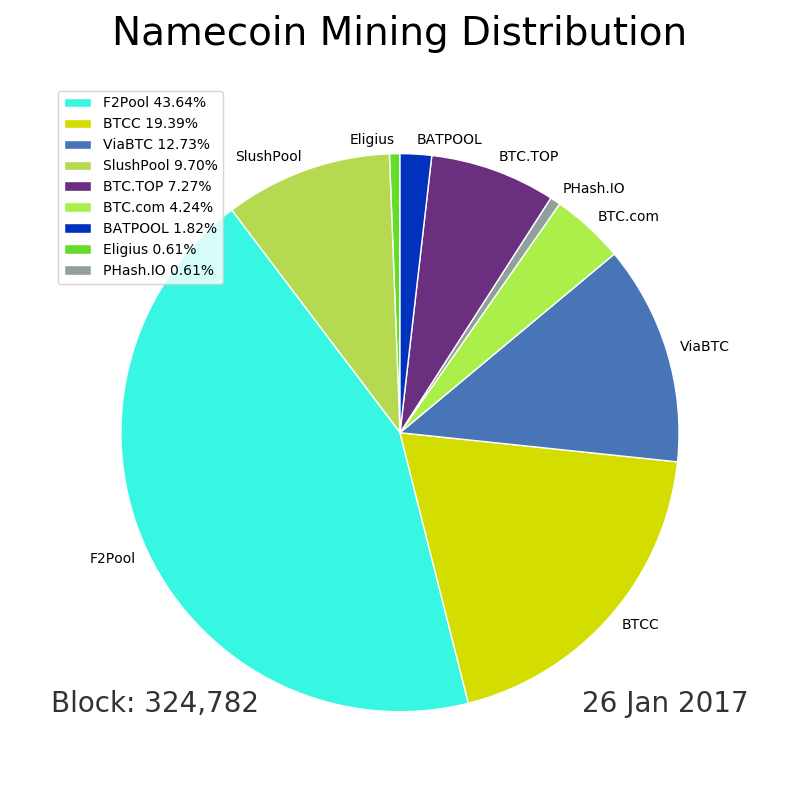 Namecoin Mining Distribution
F2Pool 43.64%
BTCC 19.39%
ViaBTC 12.73%
SlushPool 9.70%
BTC.TOP 7.27%
BTC.com 4.24%
BATPOOL 1.82%
Eligius 0.61%
PHash.IO 0.61%
SlushPool
Eligius
BATPOOL
BTC.TOP
PHash.IO
BTC.com
ViaBTC
F2Pool
BTCC
Block: 324,782
26 Jan 2017